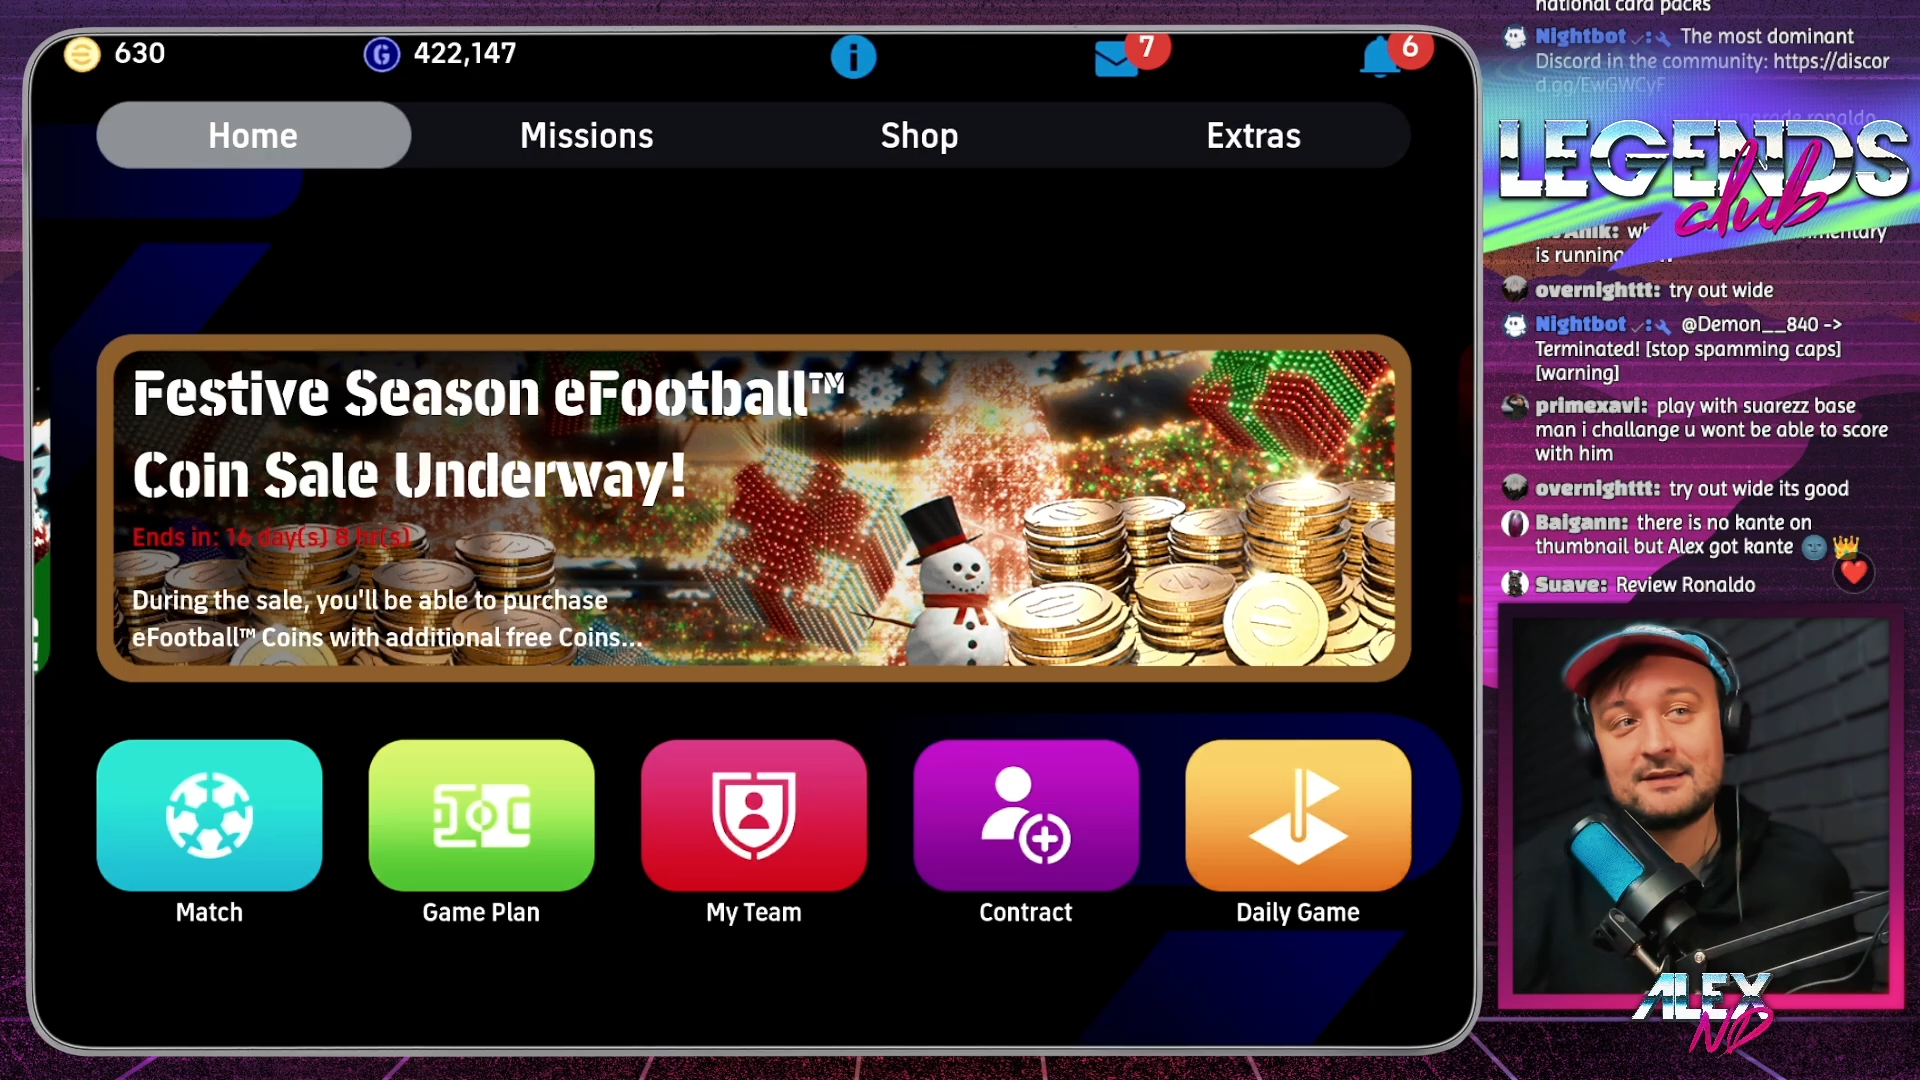 630
422,147
7
6
Home
Missions
Shop
Extras
Festive Season eFootball™
Coin Sale Underway!
Ends in: 16 day(s) 8 hr(s)
During the sale, you'll be able to purchase
eFootball™ Coins with additional free Coins...
Match
Game Plan
My Team
Contract
Daily Game
national card packs
Nightbot The most dominant
Discord in the community: https://discor
d.gg/EwGWCyF
ronaldo
LEGENDS
club
is running
overnighttt: try out wide
Nightbot @Demon__840 ->
Terminated! [stop spamming caps]
[warning]
primexavi: play with suarezz base
man i challange u wont be able to score
with him
overnighttt: try out wide its good
Baigann: there is no kante on
thumbnail but Alex got kante
Suave: Review Ronaldo
ALEX
ND